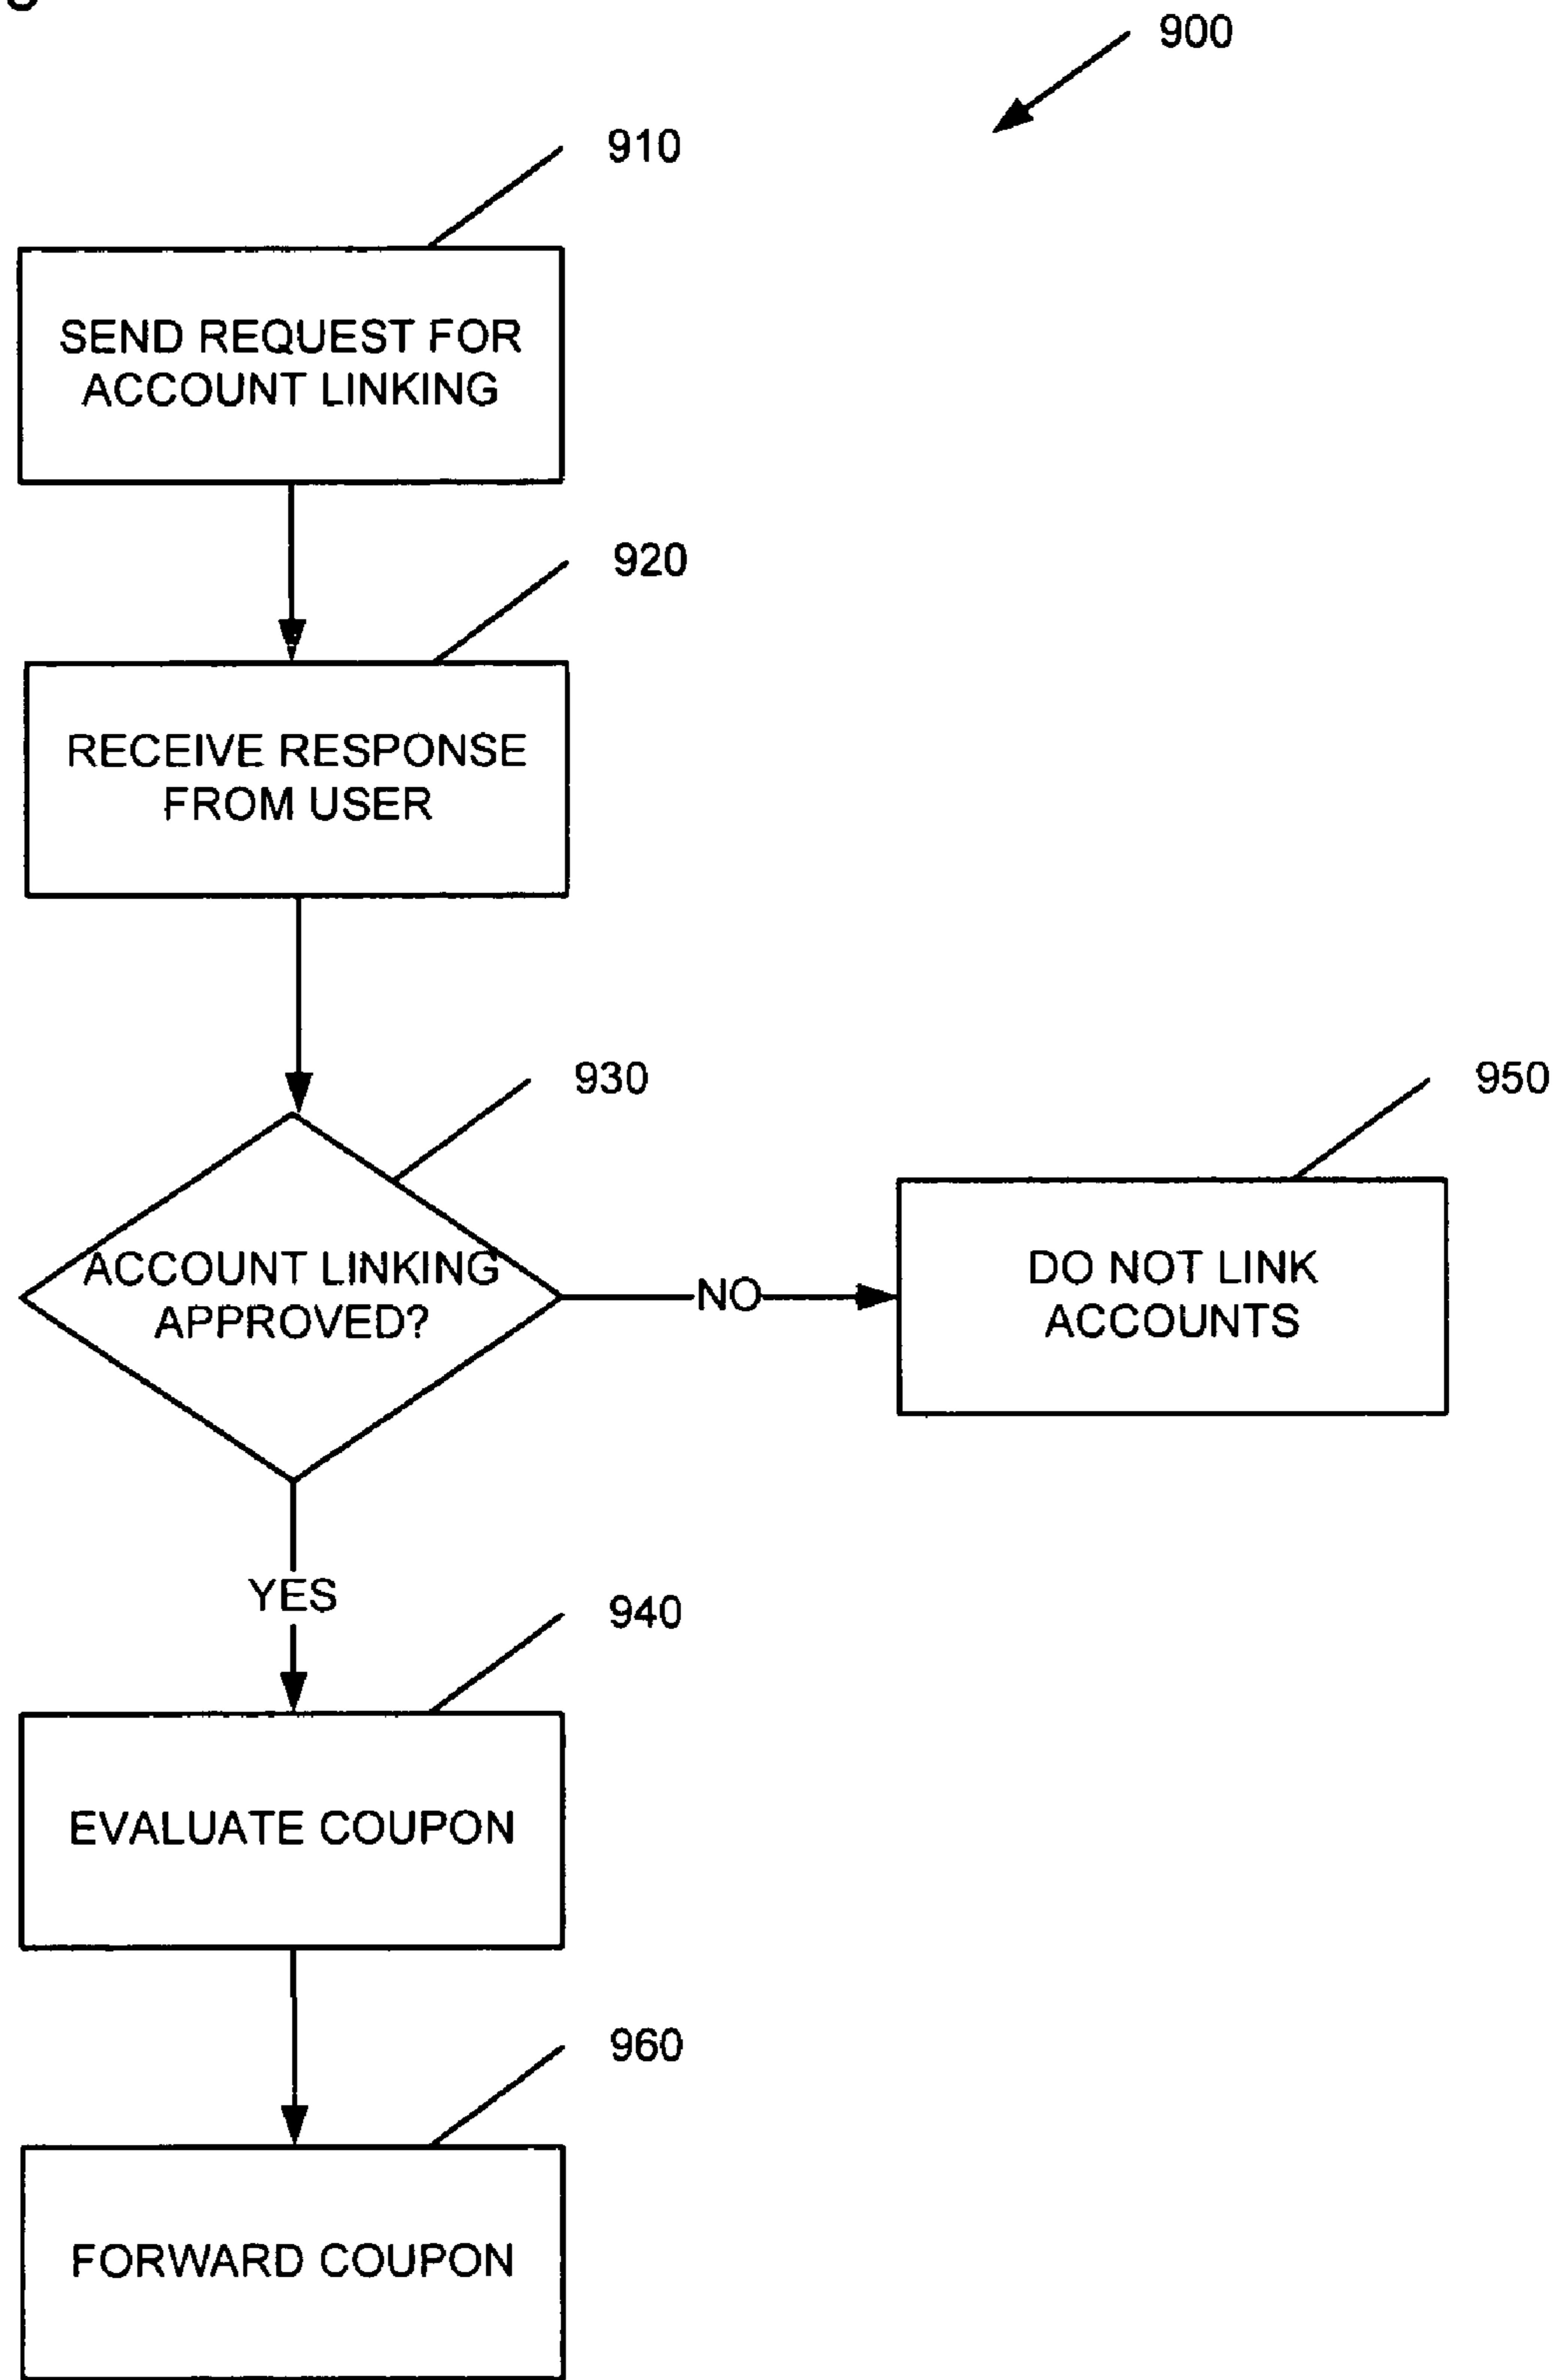 900
910
SEND REQUEST FOR
ACCOUNT LINKING
920
RECEIVE RESPONSE
FROM USER
930
950
ACCOUNT LINKING
APPROVED?
NO
DO NOT LINK
ACCOUNTS
YES
940
EVALUATE COUPON
960
FORWARD COUPON